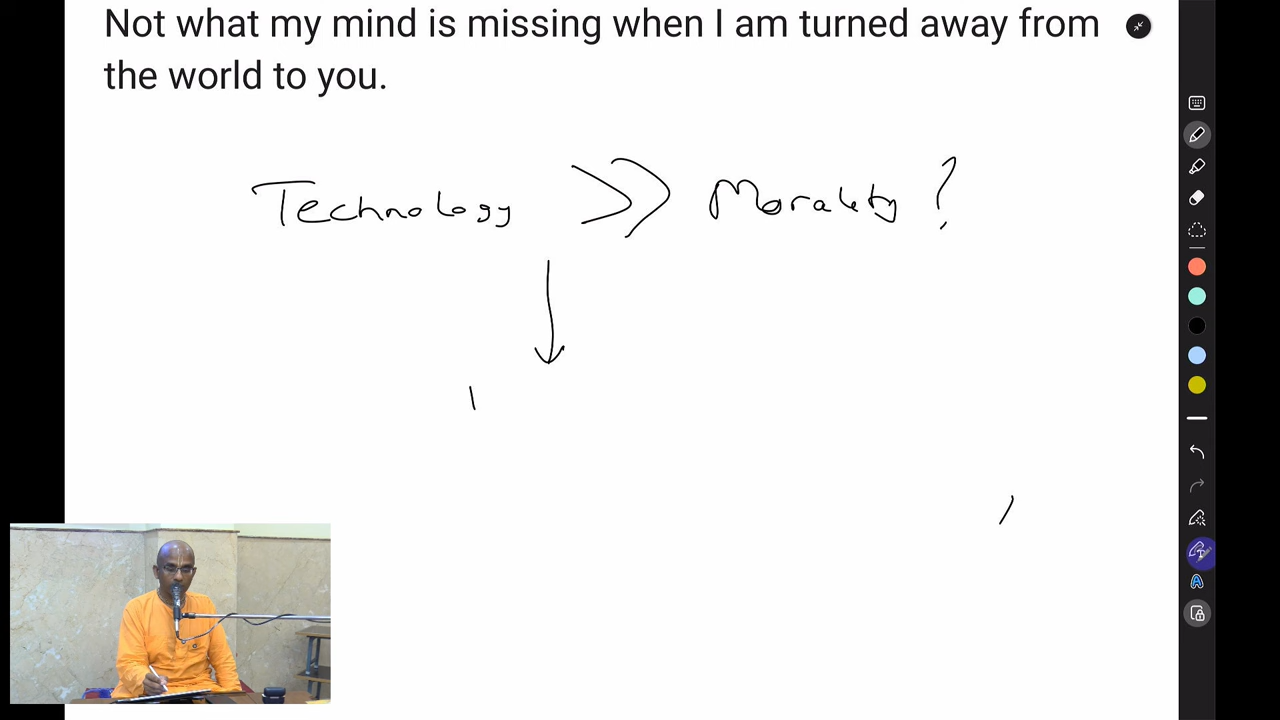 Not what my mind is missing when I am turned away from
the world to you.
Technology >> Morality ?